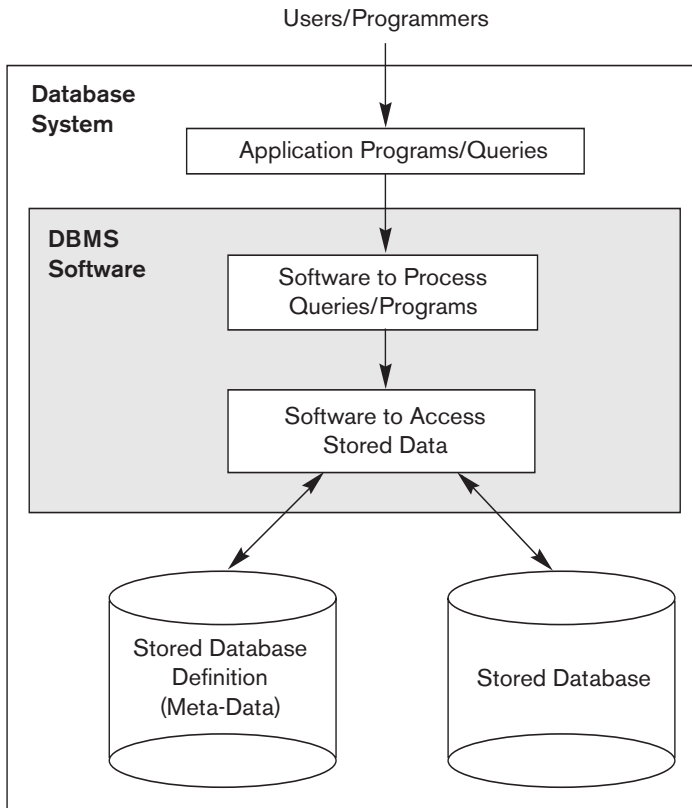 Users/Programmers
Database
System
Application Programs/Queries
DBMS
Software
Software to Process
Queries/Programs
Software to Access
Stored Data
Stored Database
Definition
(Meta-Data)
Stored Database